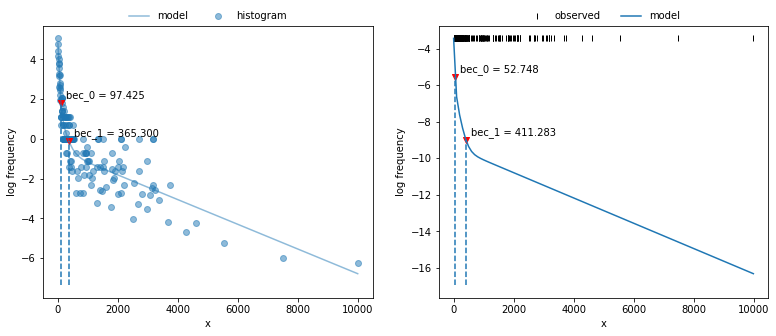 model histogram
4
2
0
−2
−4
−6
log frequency
bec_0 = 97.425
bec_1 = 365.300
0 2000 4000 6000 8000 10000
x
observed model
−4
−6
−8
−10
−12
−14
−16
log frequency
bec_0 = 52.748
bec_1 = 411.283
0 2000 4000 6000 8000 10000
x